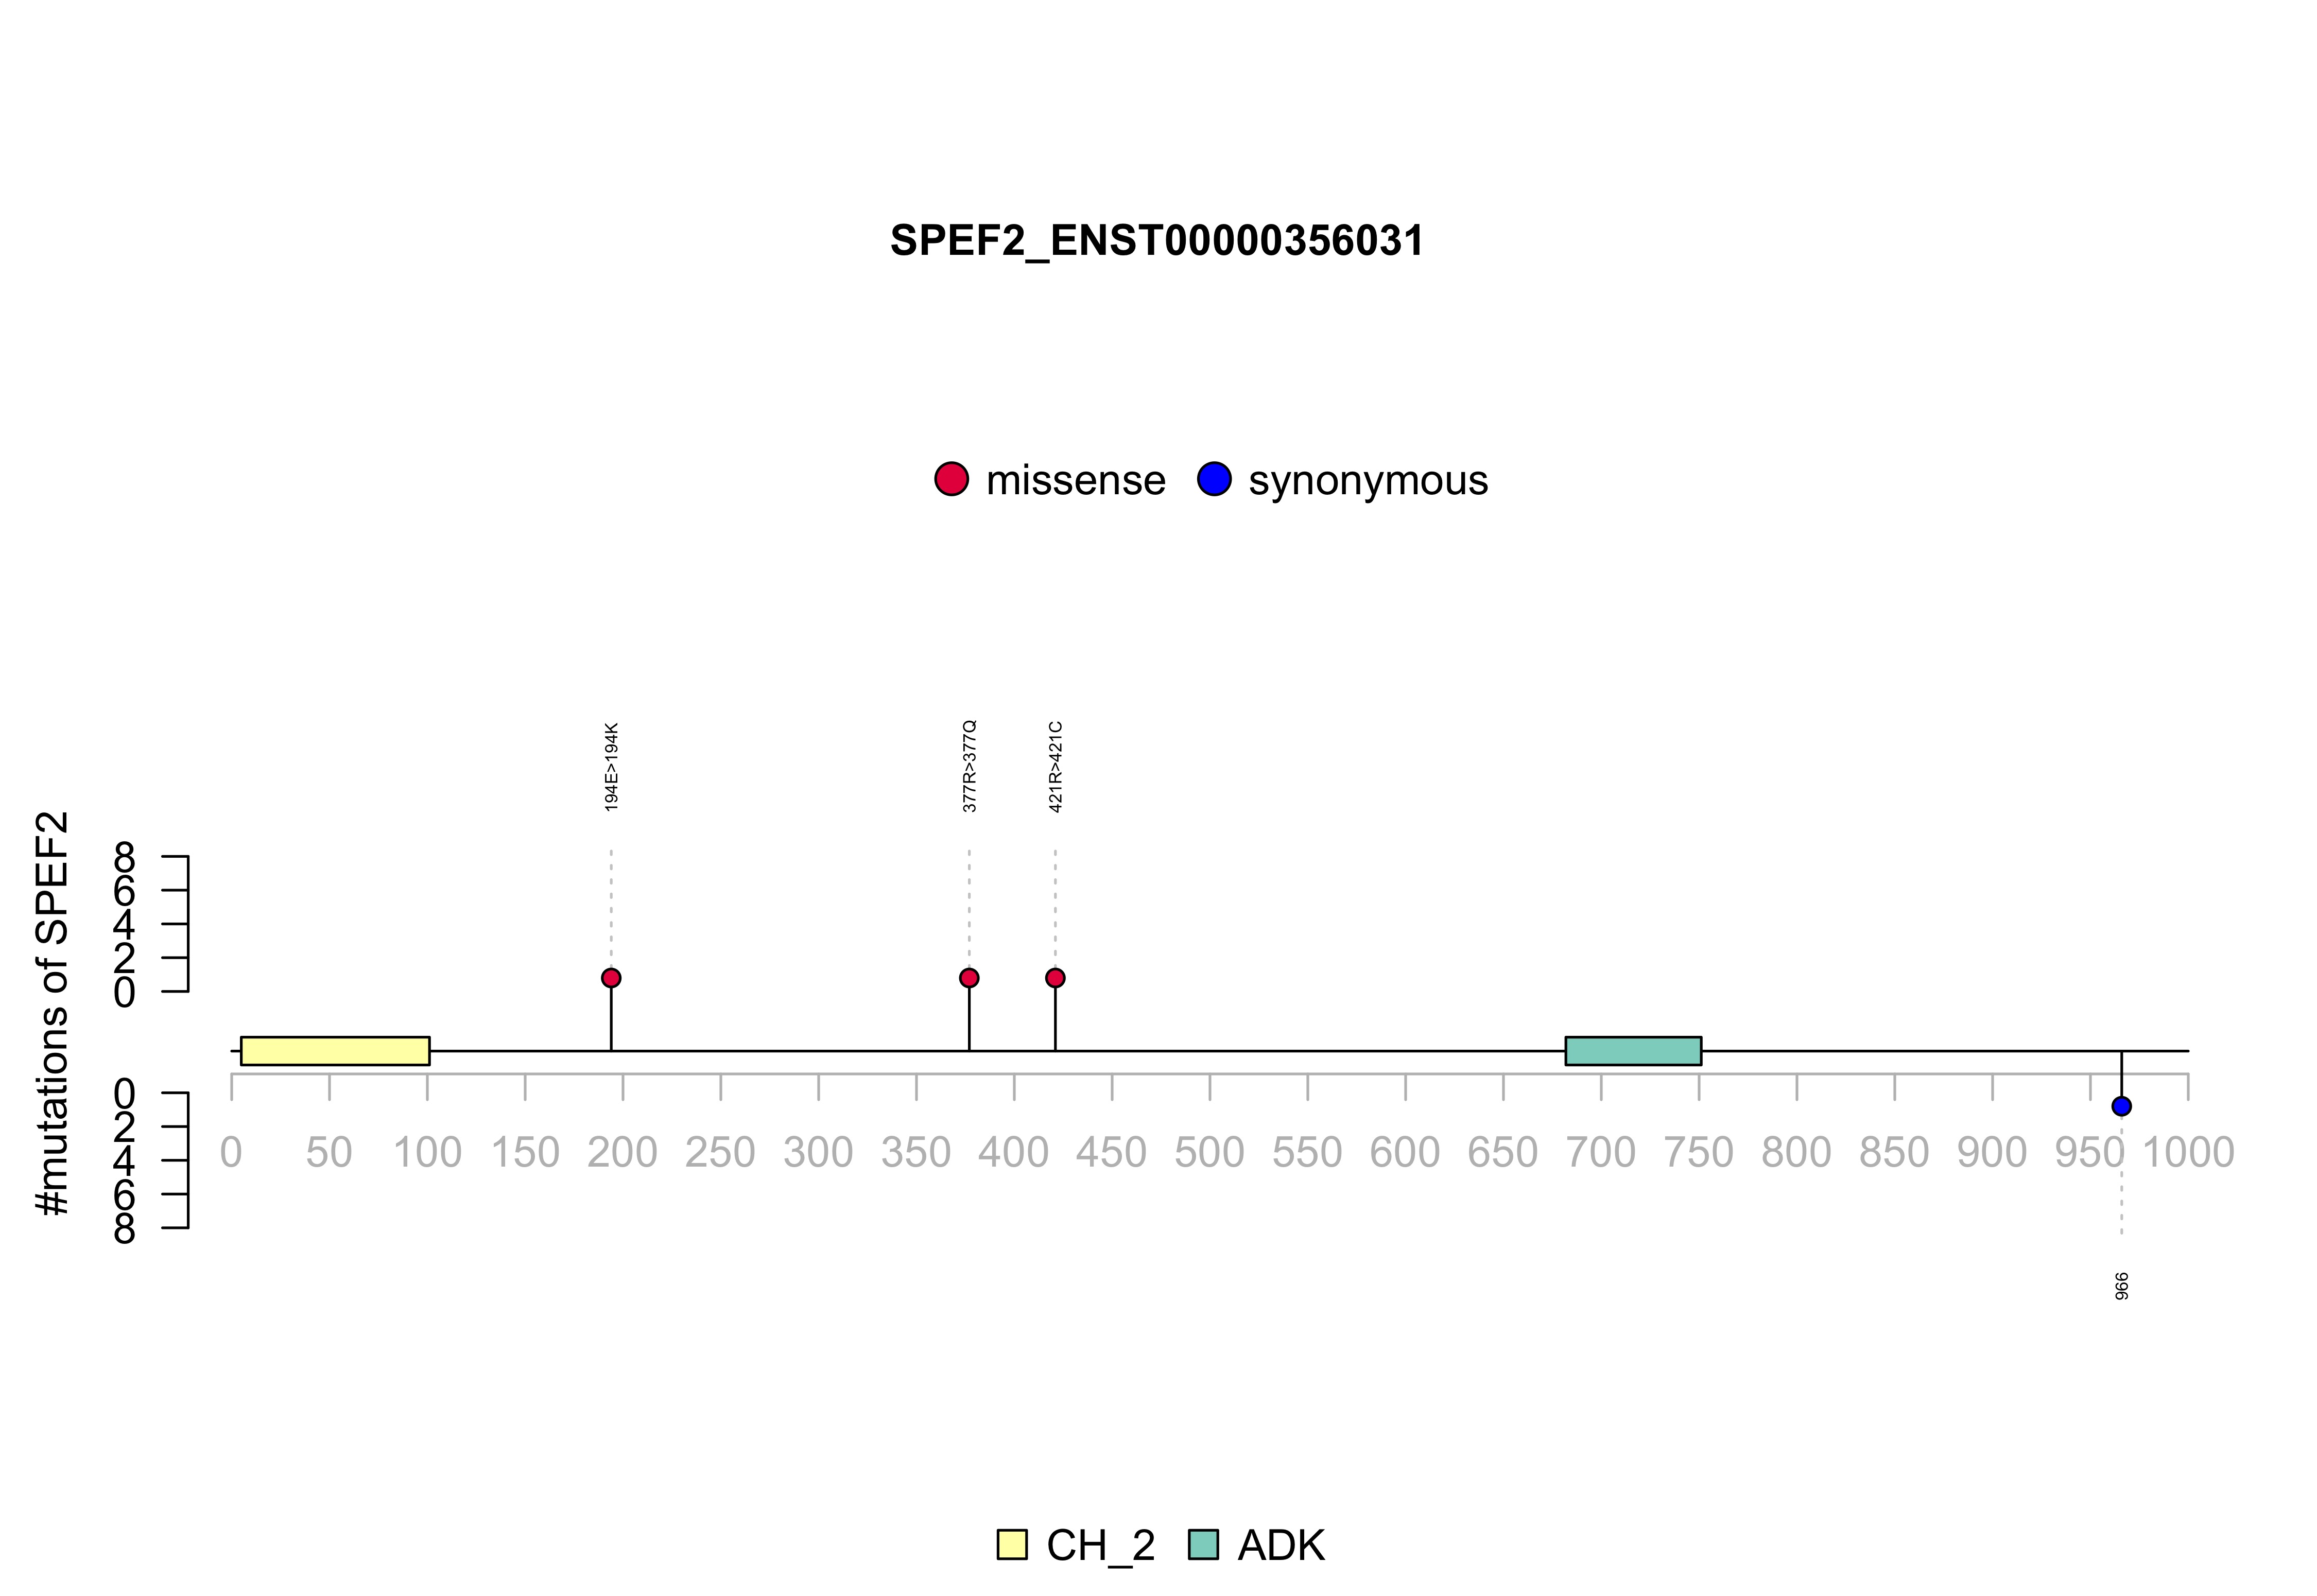 SPEF2_ENST00000356031
missense synonymous
194E>194K 377R>377Q 421R>421C
#mutations of SPEF2
8
6
4
2
0
0
2
4
6
8
0 50 100 150 200 250 300 350 400 450 500 550 600 650 700 750 800 850 900 950 1000
966
CH_2 ADK